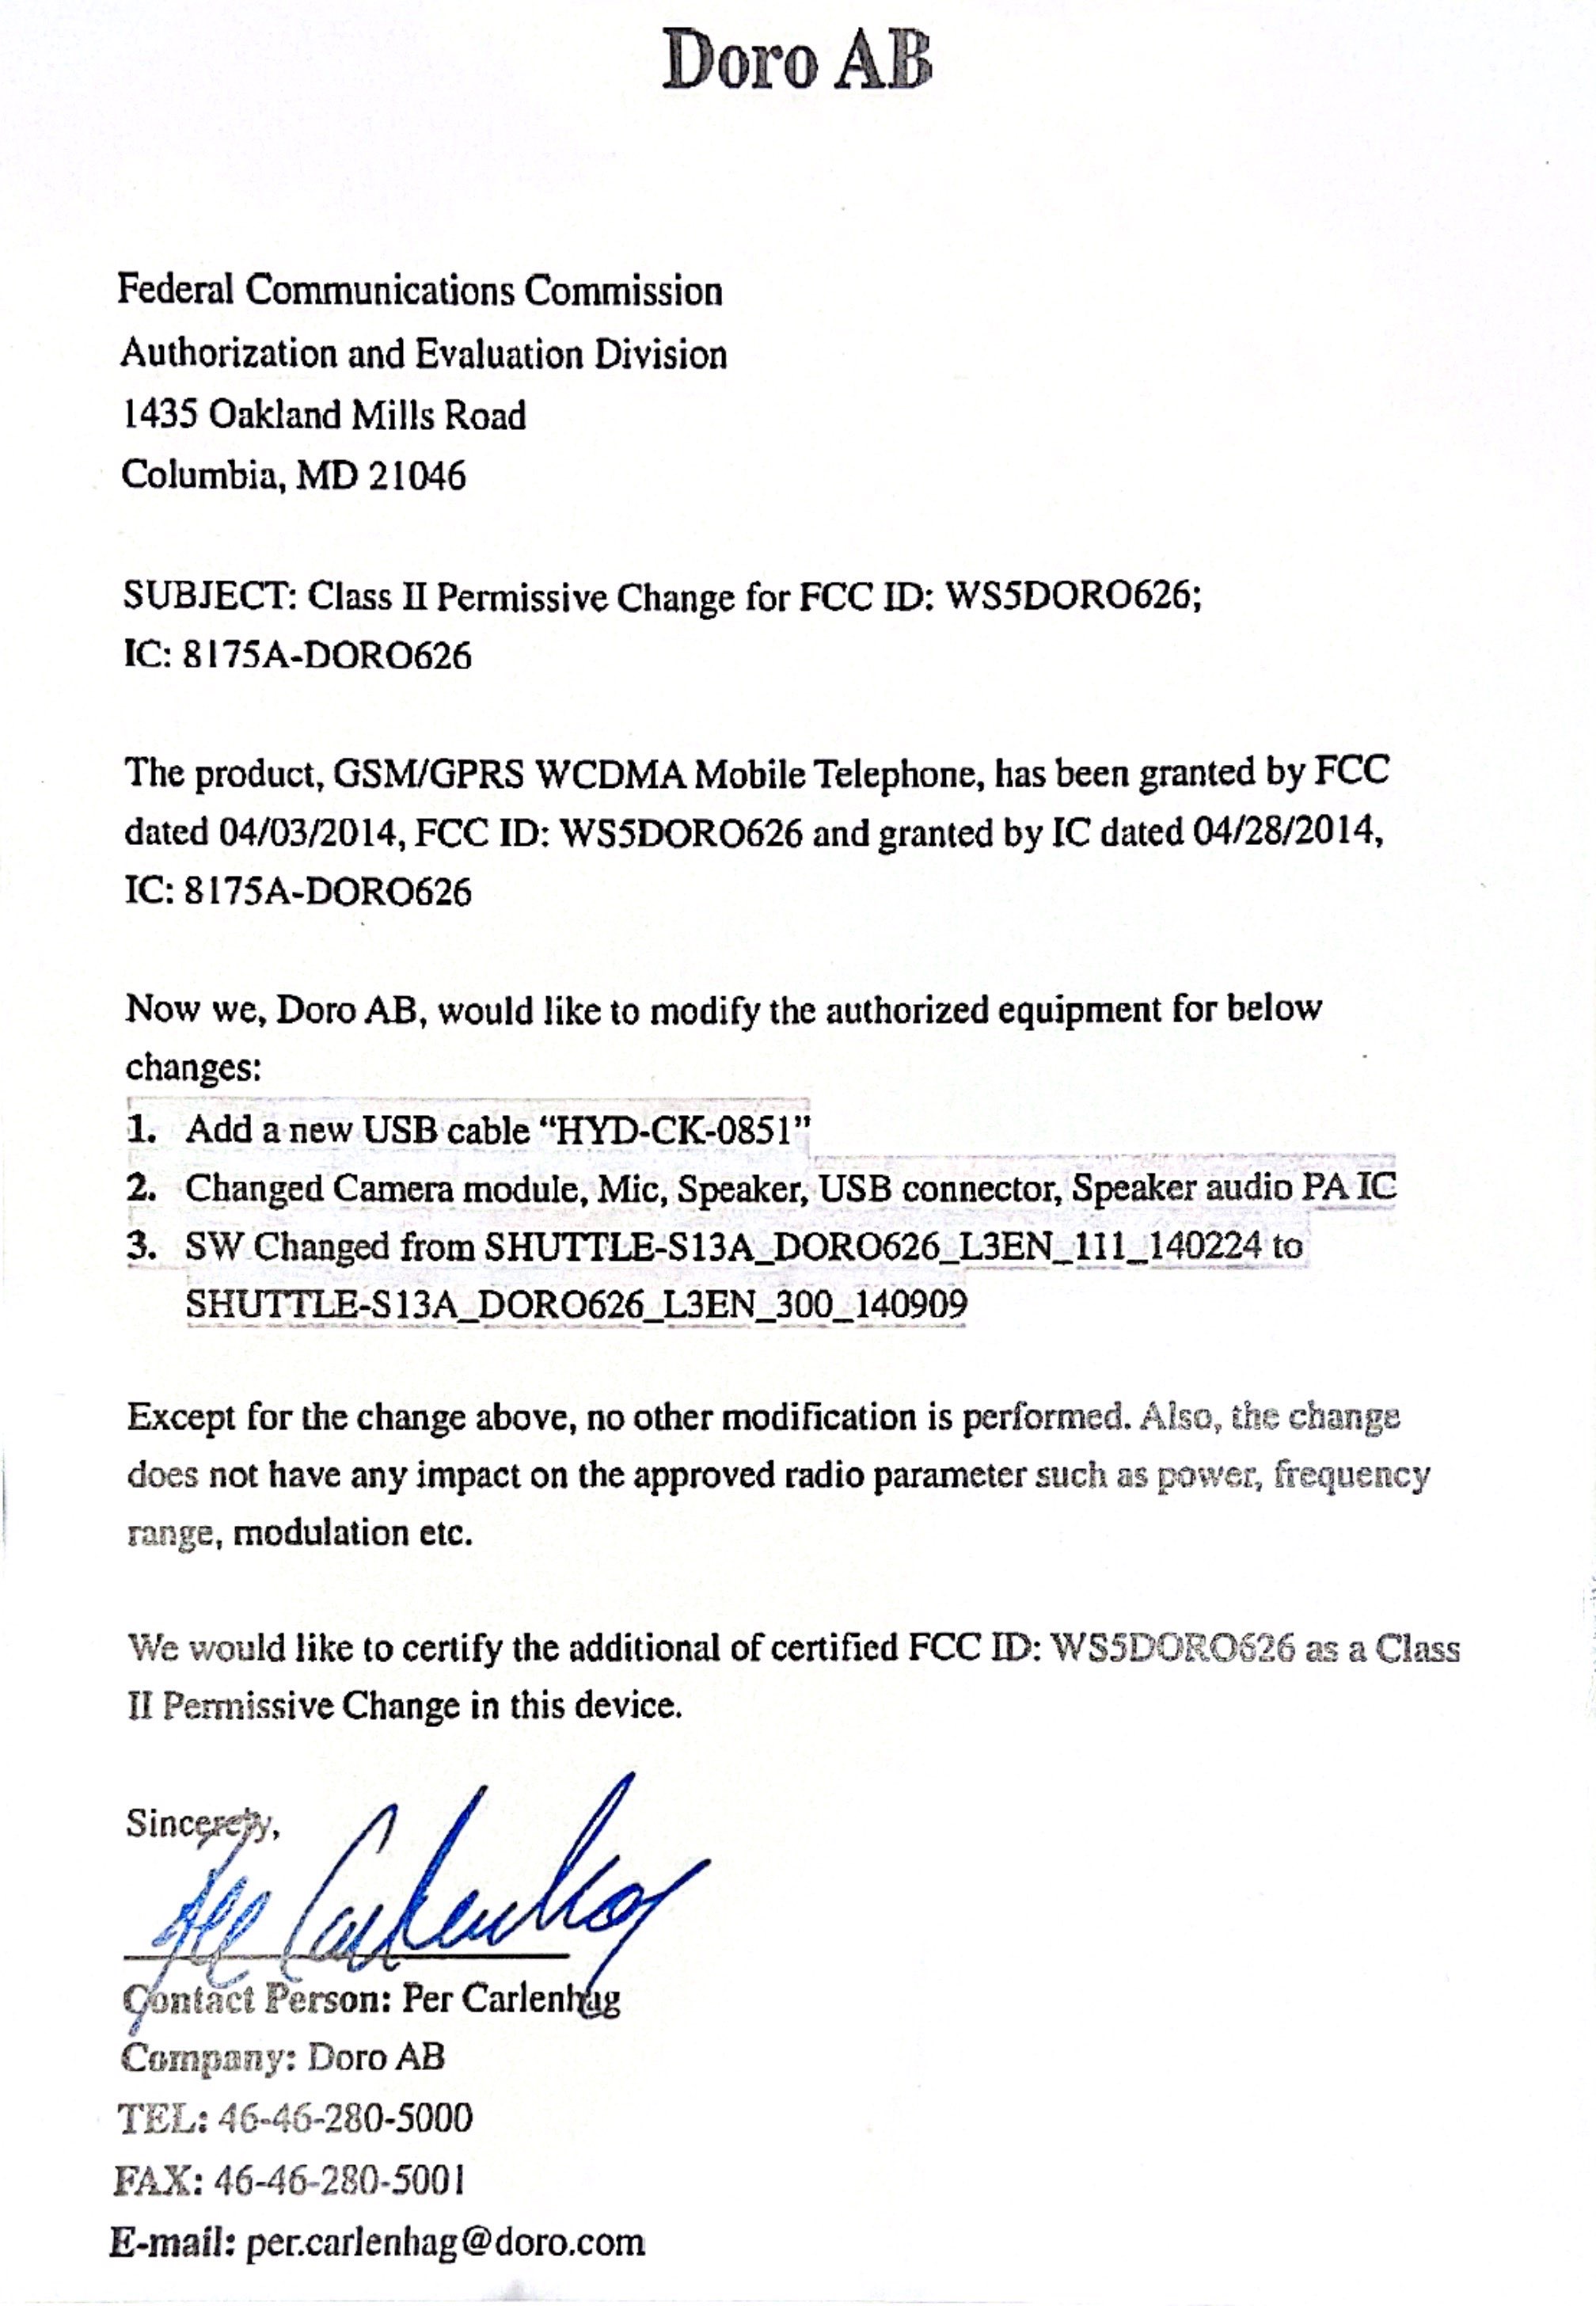 Doro AB
Federal Communications Commission
Authorization and Evaluation Division
1435 Oakland Mills Road
Columbia, MD 21046
SUBJECT: Class II Permissive Change for FCC ID: WS5DORO626;
IC: 8175A-DORO626
The product, GSM/GPRS WCDMA Mobile Telephone, has been granted by FCC
dated 04/03/2014, FCC ID: WS5DORO626 and granted by IC dated 04/28/2014,
IC: 8175A-DORO626
Now we, Doro AB, would like to modify the authorized equipment for below
changes:
1. Add a new USB cable “HYD-CK-0851”
2. Changed Camera module, Mic, Speaker, USB connector, Speaker audio PA IC
3. SW Changed from SHUTTLE-S13A_DORO626_L3EN_111_140224 to
SHUTTLE-S13A_DORO626_L3EN_300_140909
Except for the change above, no other modification is performed. Also, the change
does not have any impact on the approved radio parameter such as power, frequency
range, modulation etc.
We would like to certify the additional of certified FCC ID: WS5DORO626 as a Class
II Permissive Change in this device.
Sincerely,
Per Carlenhag
Contact Person: Per Carlenhag
Company: Doro AB
TEL: 46-46-280-5000
FAX: 46-46-280-5001
E-mail: per.carlenhag@doro.com